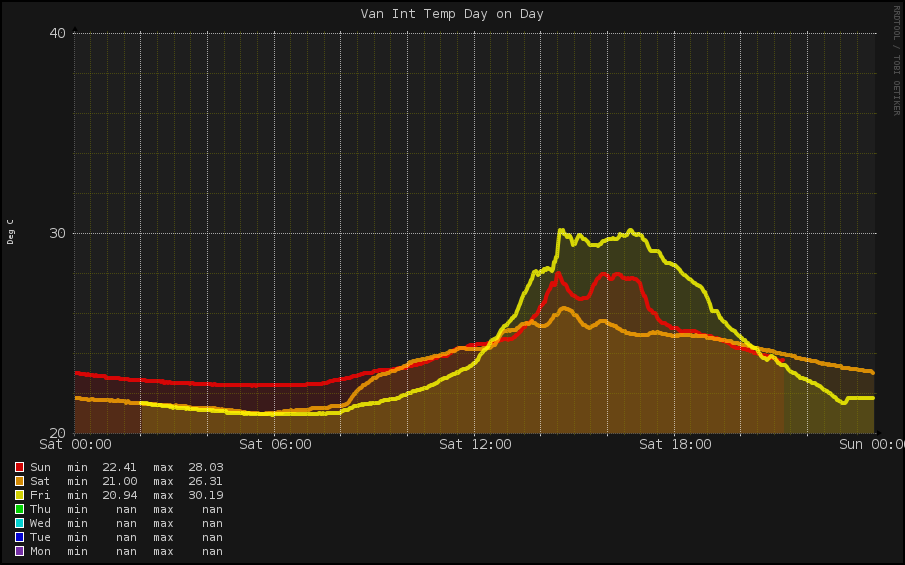 Van Int Temp Day on Day
RRDTOOL / TOBI OETIKER
40
30
20
Deg C
Sat 00:00 Sat 06:00 Sat 12:00 Sat 18:00 Sun 00:00
Sun min 22.41 max 28.03
Sat min 21.00 max 26.31
Fri min 20.94 max 30.19
Thu min nan max nan
Wed min nan max nan
Tue min nan max nan
Mon min nan max nan